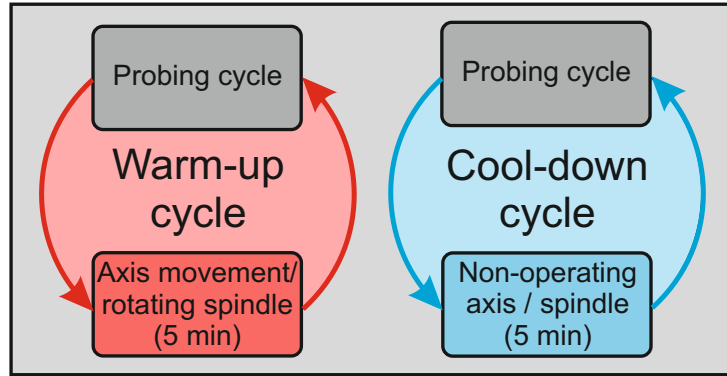 Probing cycle
Warm-up
cycle
Axis movement/
rotating spindle
(5 min)
Probing cycle
Cool-down
cycle
Non-operating
axis / spindle
(5 min)